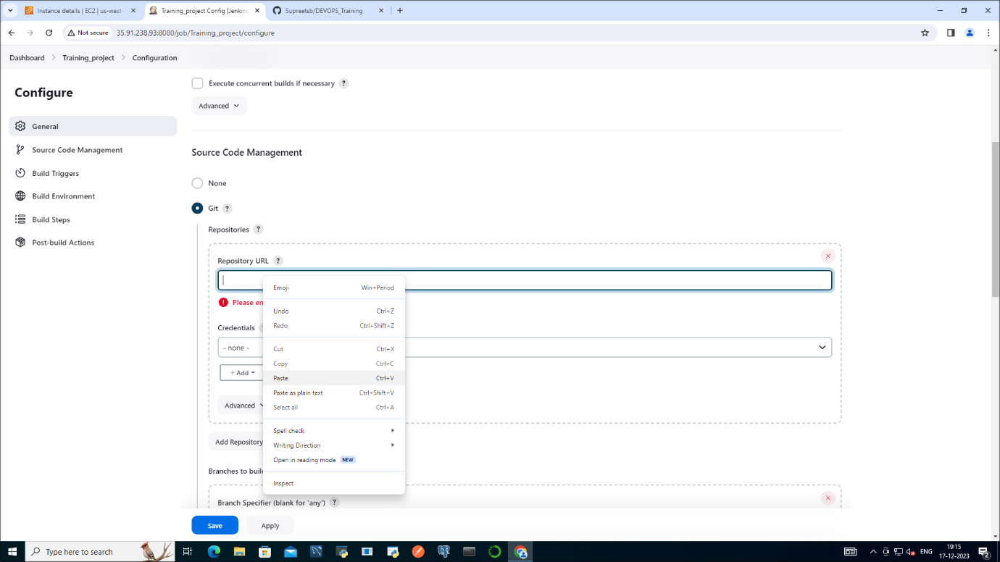 Instance details | EC2 | us-west-
Training_project Config [Jenkins
Supreetsb/DEVOPS_Training
Not secure
35.91.238.93:8080/job/Training_project/configure
Dashboard
Training_project
Configuration
Configure
General
Source Code Management
Build Triggers
Build Environment
Build Steps
Post-build Actions
Execute concurrent builds if necessary ?
Advanced
Source Code Management
None
Git ?
Repositories ?
Repository URL ?
Please en
Credentials
- none -
+ Add
Advanced
Add Repository
Branches to buil
Branch Specifier (blank for 'any') ?
Emoji Win+Period
Undo Ctrl+Z
Redo Ctrl+Shift+Z
Cut Ctrl+X
Copy Ctrl+C
Paste Ctrl+V
Paste as plain text Ctrl+Shift+V
Select all Ctrl+A
Spell check
Writing Direction
Open in reading mode NEW
Inspect
Save
Apply
Type here to search
ENG
19:15
17-12-2023
2